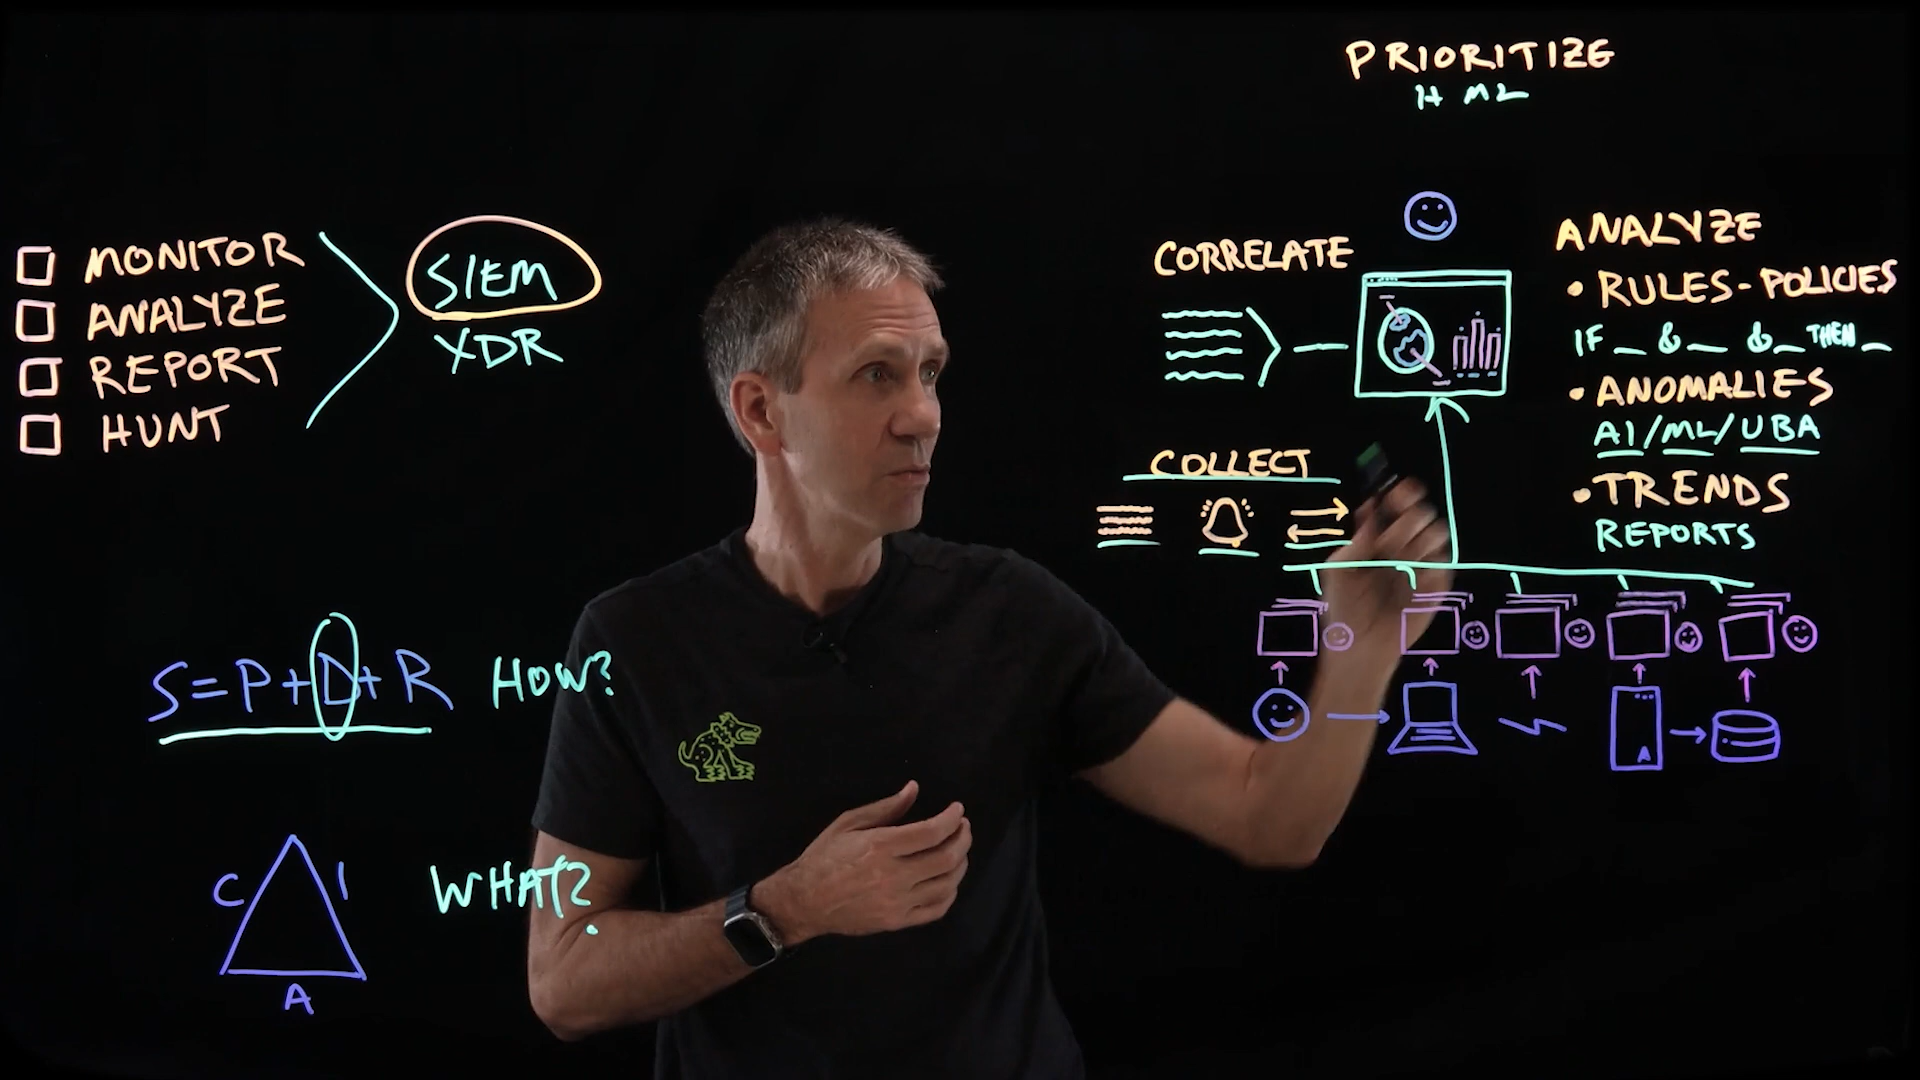 PRIORITIZE
H M L
MONITOR
ANALYZE
REPORT
HUNT
SIEM
XDR
CORRELATE
ANALYZE
• RULES-POLICIES
IF _ & _ & _ THEN _
• ANOMALIES
AI/ML/UBA
• TRENDS
REPORTS
COLLECT
A
S=P+D+R HOW?
C I
A
WHAT?